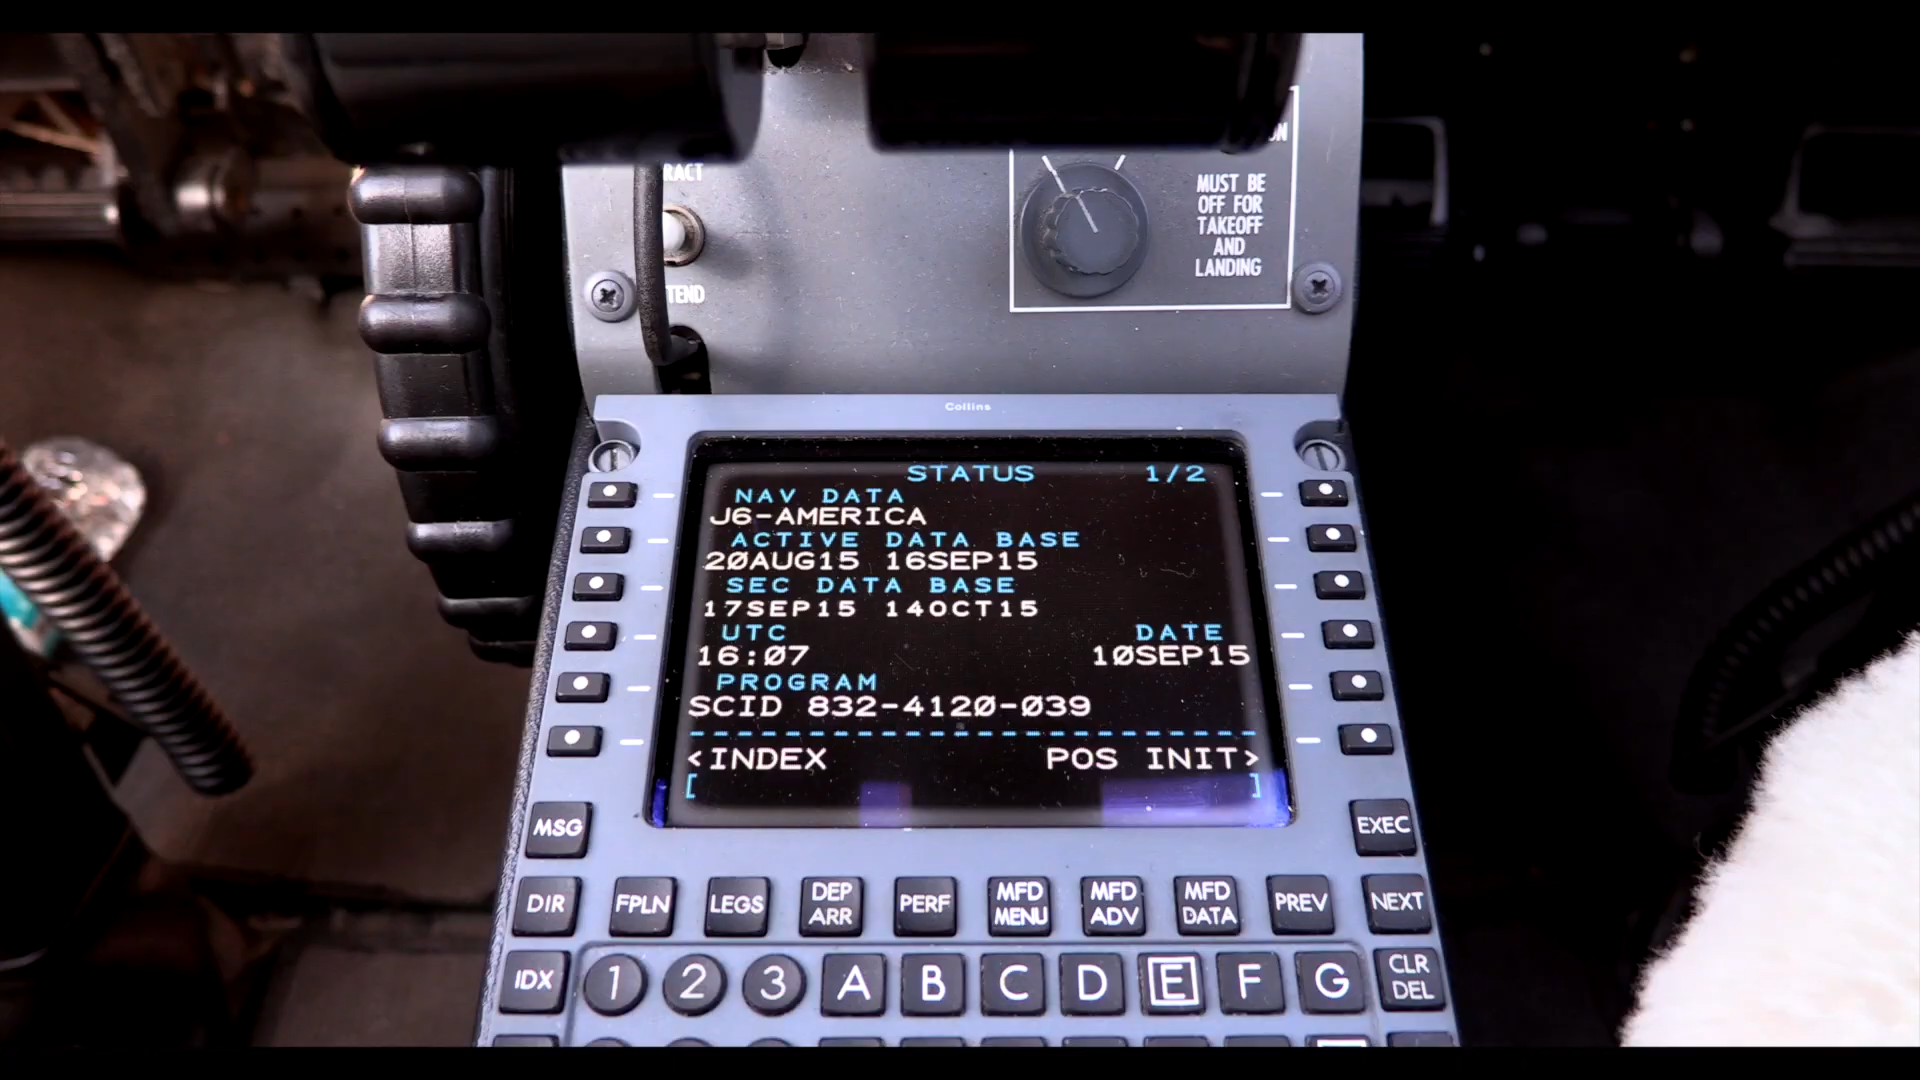 MUST BE
OFF FOR
TAKEOFF
AND
LANDING
Collins
STATUS 1/2
NAV DATA
J6-AMERICA
ACTIVE DATA BASE
20AUG15 16SEP15
SEC DATA BASE
17SEP15 14OCT15
UTC DATE
16:07 10SEP15
PROGRAM
SCID 832-4120-039
<INDEX POS INIT>
[ ]
MSG EXEC
DIR FPLN LEGS DEP ARR PERF MFD MENU MFD ADV MFD DATA PREV NEXT
IDX 1 2 3 A B C D E F G CLR DEL